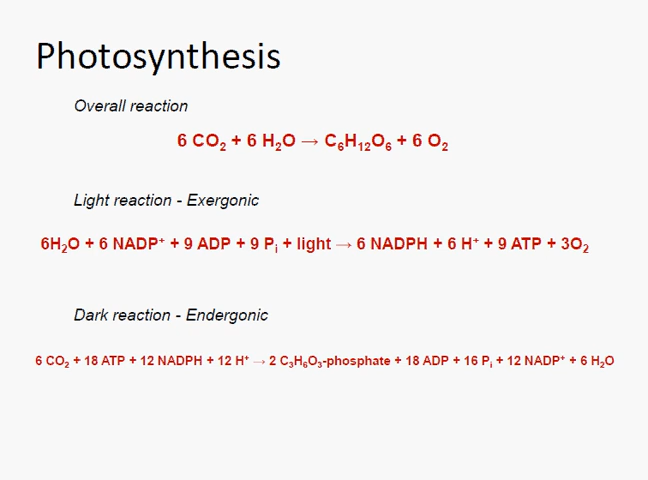 Photosynthesis
Overall reaction
6 CO₂ + 6 H₂O → C₆H₁₂O₆ + 6 O₂
Light reaction - Exergonic
6H₂O + 6 NADP⁺ + 9 ADP + 9 Pᵢ + light → 6 NADPH + 6 H⁺ + 9 ATP + 3O₂
Dark reaction - Endergonic
6 CO₂ + 18 ATP + 12 NADPH + 12 H⁺ → 2 C₃H₆O₃-phosphate + 18 ADP + 16 Pᵢ + 12 NADP⁺ + 6 H₂O